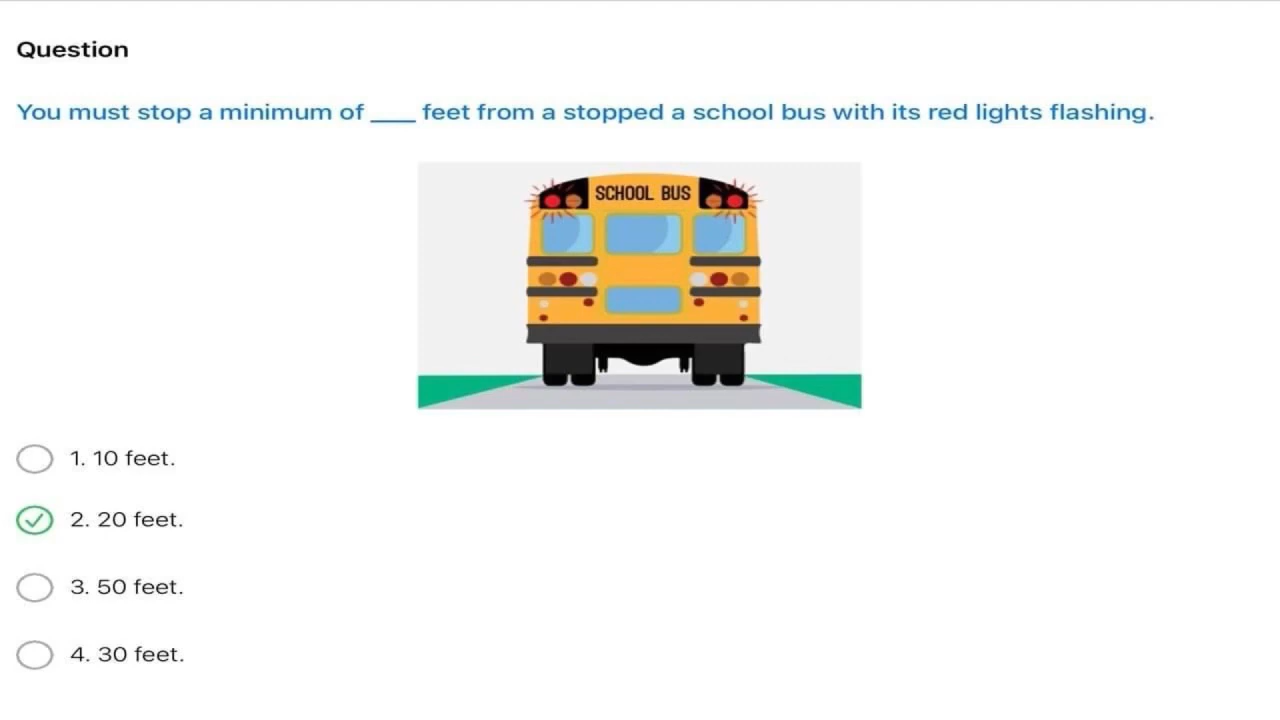 Question
You must stop a minimum of ____ feet from a stopped a school bus with its red lights flashing.
SCHOOL BUS
1. 10 feet.
2. 20 feet.
3. 50 feet.
4. 30 feet.